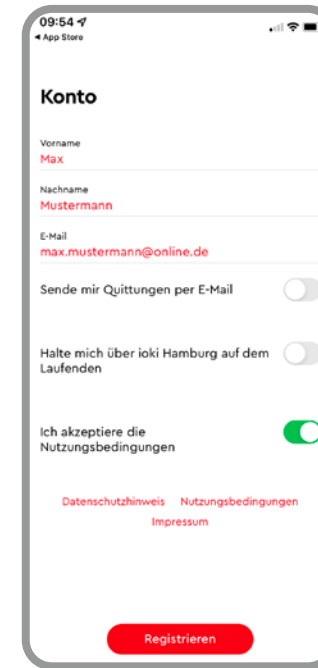 09:54
◀ App Store
Konto
Vorname
Max
Nachname
Mustermann
E-Mail
max.mustermann@online.de
Sende mir Quittungen per E-Mail
Halte mich über ioki Hamburg auf dem
Laufenden
Ich akzeptiere die
Nutzungsbedingungen
Datenschutzhinweis Nutzungsbedingungen
Impressum
Registrieren